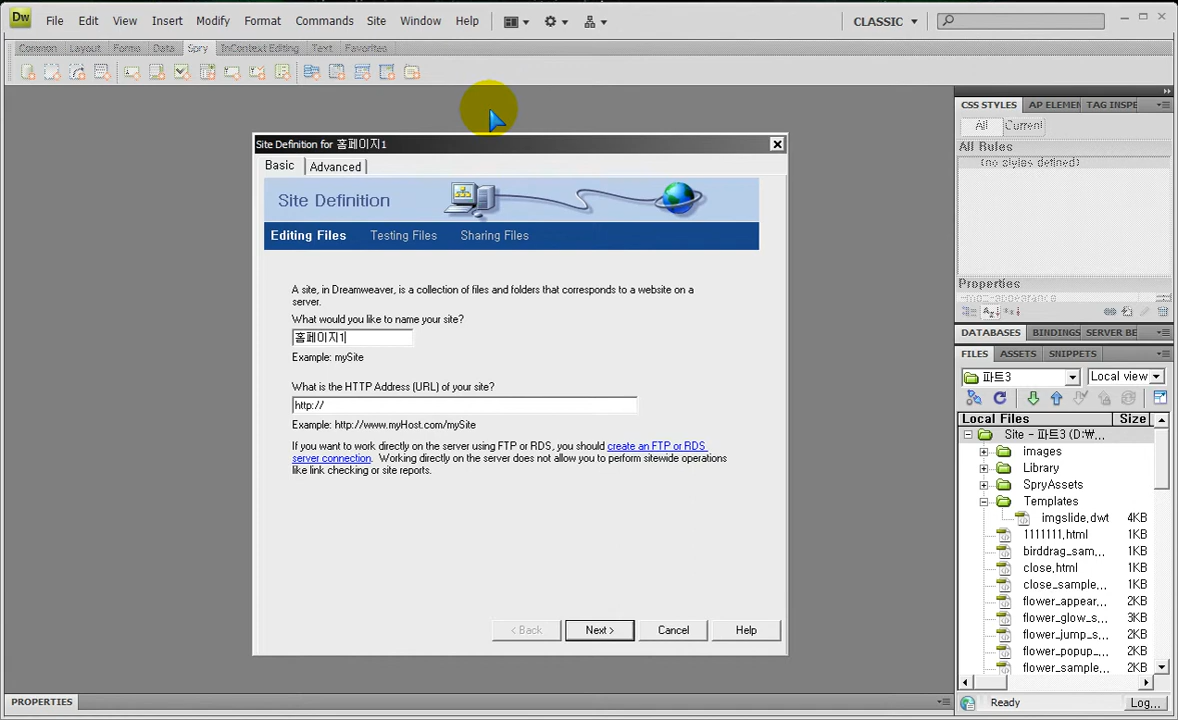 Dw File Edit View Insert Modify Format Commands Site Window Help CLASSIC
Common Layout Forms Data Spry InContext Editing Text Favorites
Site Definition for 홈페이지1
Basic Advanced
Site Definition
Editing Files Testing Files Sharing Files
A site, in Dreamweaver, is a collection of files and folders that corresponds to a website on a
server.
What would you like to name your site?
홈페이지1
Example: mySite
What is the HTTP Address (URL) of your site?
http://
Example: http://www.myHost.com/mySite
If you want to work directly on the server using FTP or RDS, you should create an FTP or RDS
server connection. Working directly on the server does not allow you to perform sitewide operations
like link checking or site reports.
< Back Next > Cancel Help
CSS STYLES AP ELEMEN TAG INSPE
All Current
All Rules
(no styles defined)
Properties
-moz-appearance
DATABASES BINDINGS SERVER BE
FILES ASSETS SNIPPETS
파트3 Local view
Local Files Size
Site - 파트3 (D:₩...
images
Library
SpryAssets
Templates
imgslide.dwt 4KB
1111111.html 1KB
birddrag_sam... 1KB
close.html 1KB
close_sample... 1KB
flower_appear... 2KB
flower_glow_s... 3KB
flower_jump_s... 2KB
flower_popup_... 2KB
flower_sample... 2KB
Ready Log...
PROPERTIES